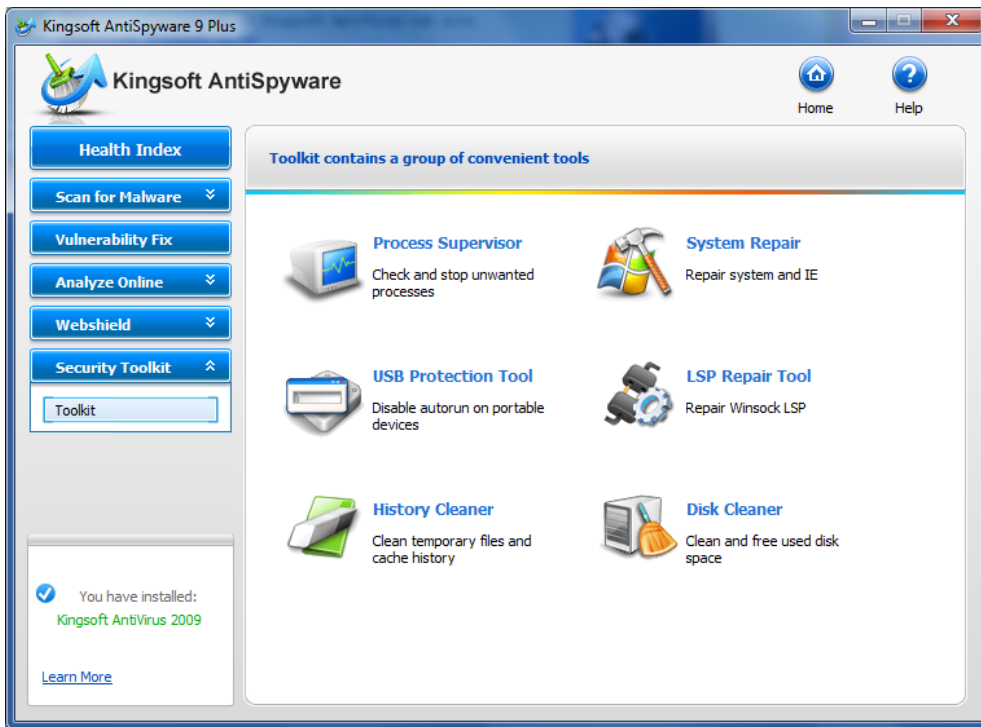 Kingsoft AntiSpyware 9 Plus
Kingsoft AntiSpyware
Home
Help
Health Index
Scan for Malware
Vulnerability Fix
Analyze Online
Webshield
Security Toolkit
Toolkit
You have installed:
Kingsoft AntiVirus 2009
Learn More
Toolkit contains a group of convenient tools
Process Supervisor
Check and stop unwanted
processes
System Repair
Repair system and IE
USB Protection Tool
Disable autorun on portable
devices
LSP Repair Tool
Repair Winsock LSP
History Cleaner
Clean temporary files and
cache history
Disk Cleaner
Clean and free used disk
space